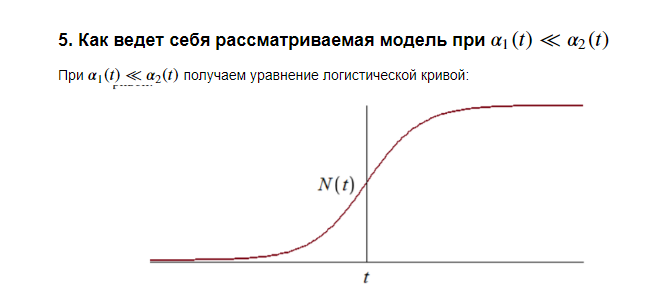 5. Как ведет себя рассматриваемая модель при α₁(t) ≪ α₂(t)
При α₁(t) ≪ α₂(t) получаем уравнение логистической кривой:
N(t)
t